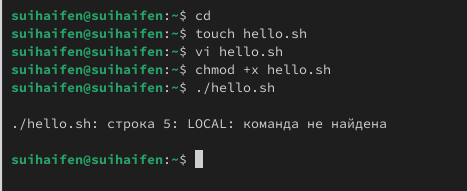 suihaifen@suihaifen:~$ cd
suihaifen@suihaifen:~$ touch hello.sh
suihaifen@suihaifen:~$ vi hello.sh
suihaifen@suihaifen:~$ chmod +x hello.sh
suihaifen@suihaifen:~$ ./hello.sh
./hello.sh: строка 5: LOCAL: команда не найдена
suihaifen@suihaifen:~$